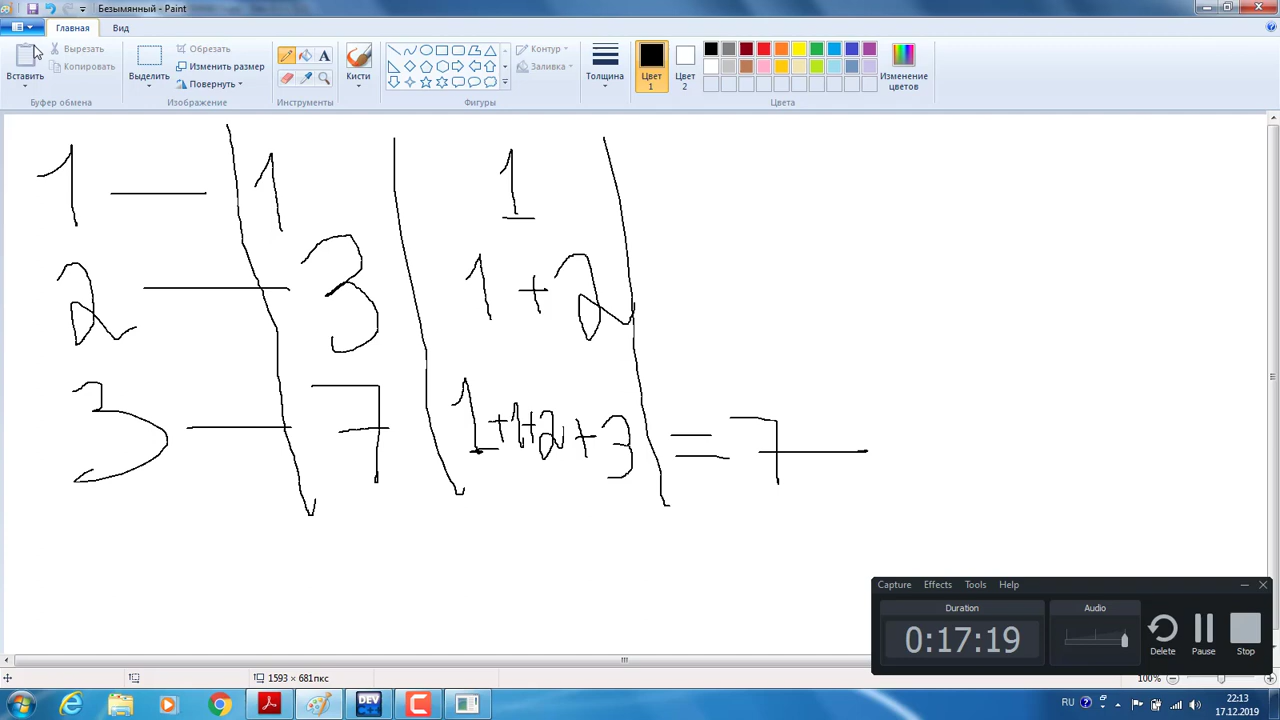 Безымянный - Paint
Главная Вид
Вставить
Вырезать
Копировать
Буфер обмена
Выделить
Обрезать
Изменить размер
Повернуть
Изображение
A
Инструменты
Кисти
Контур
Заливка
Фигуры
Толщина
Цвет 1
Цвет 2
Изменение цветов
Цвета
1 — 1 1
2 — 3 1 + 2
3 — 7 1+1+2+3 = 7
Capture Effects Tools Help
Duration
0:17:19
Audio
Delete Pause Stop
1593 × 681пкс
100%
DEV
RU
22:13
17.12.2019